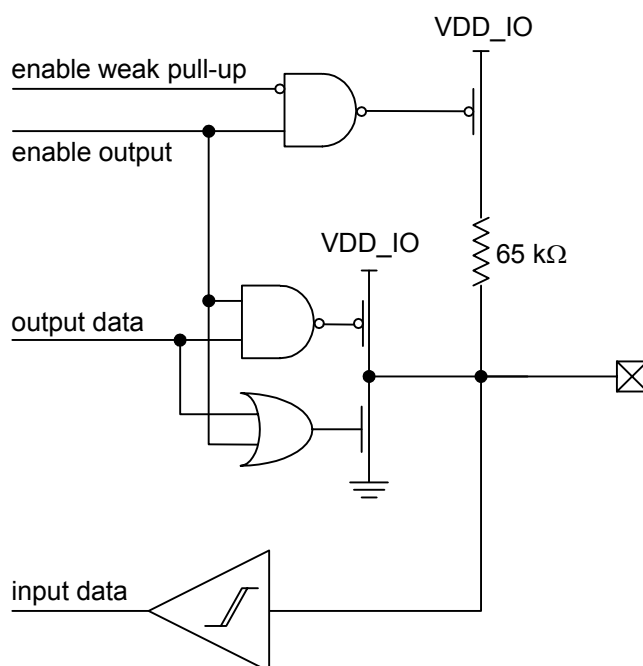 VDD_IO
enable weak pull-up
enable output
VDD_IO
65 kΩ
output data
input data